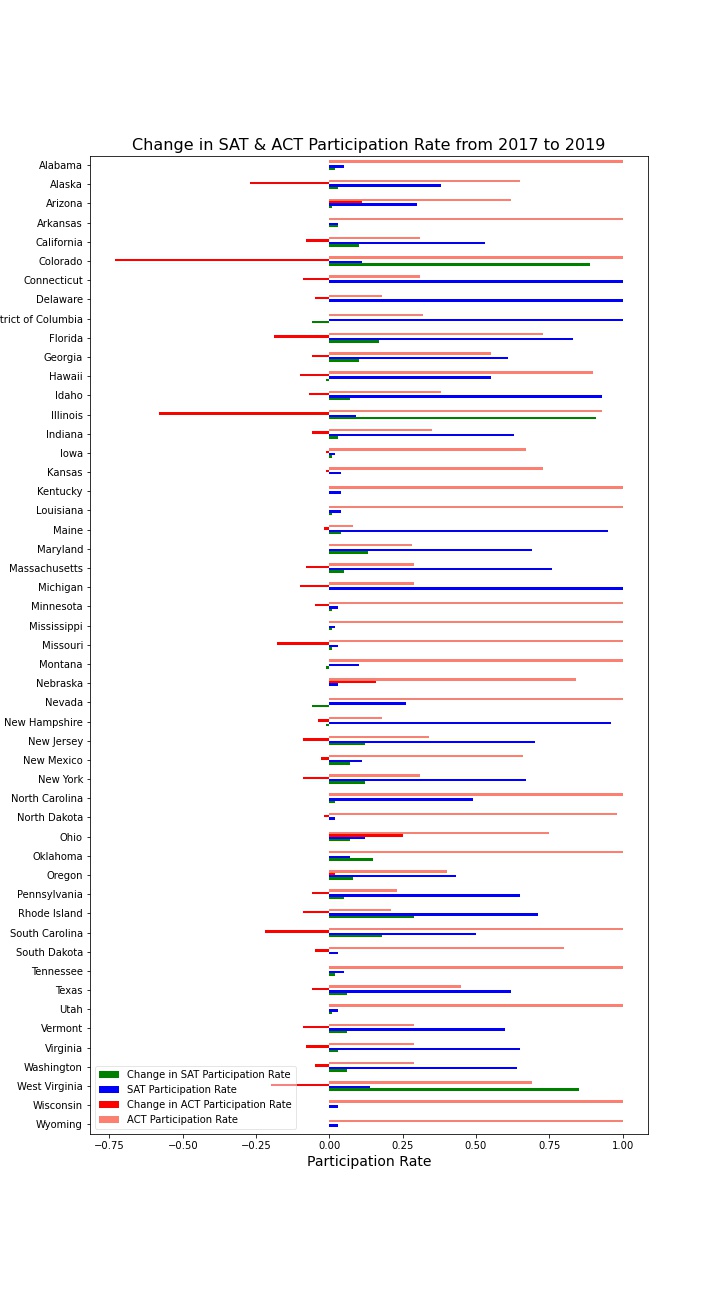 Change in SAT & ACT Participation Rate from 2017 to 2019
Alabama
Alaska
Arizona
Arkansas
California
Colorado
Connecticut
Delaware
trict of Columbia
Florida
Georgia
Hawaii
Idaho
Illinois
Indiana
Iowa
Kansas
Kentucky
Louisiana
Maine
Maryland
Massachusetts
Michigan
Minnesota
Mississippi
Missouri
Montana
Nebraska
Nevada
New Hampshire
New Jersey
New Mexico
New York
North Carolina
North Dakota
Ohio
Oklahoma
Oregon
Pennsylvania
Rhode Island
South Carolina
South Dakota
Tennessee
Texas
Utah
Vermont
Virginia
Washington
West Virginia
Wisconsin
Wyoming
Change in SAT Participation Rate
SAT Participation Rate
Change in ACT Participation Rate
ACT Participation Rate
−0.75 −0.50 −0.25 0.00 0.25 0.50 0.75 1.00
Participation Rate